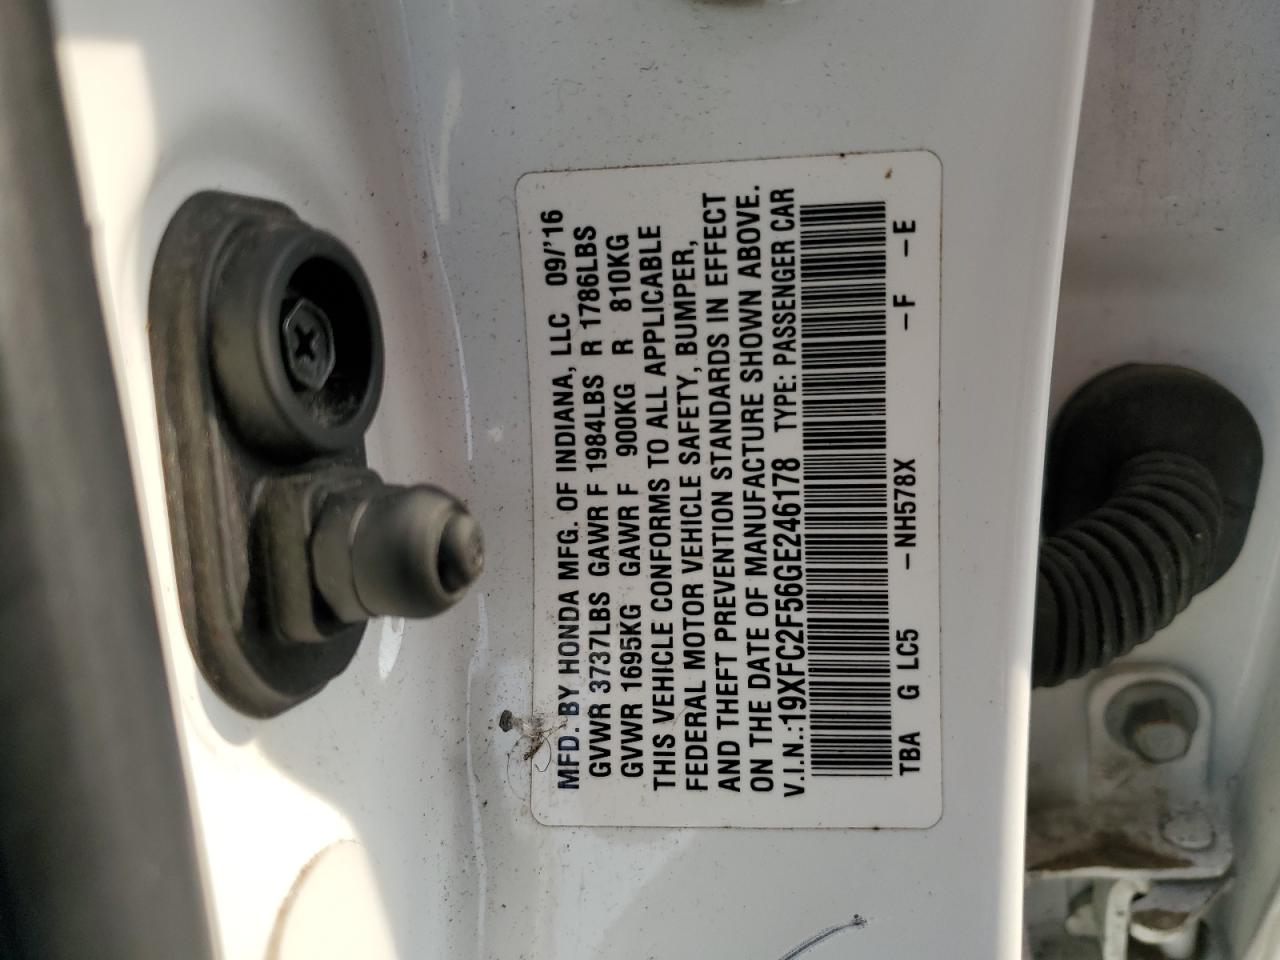 MFD. BY HONDA MFG. OF INDIANA, LLC 09/'16
GVWR 3737LBS GAWR F 1984LBS R 1786LBS
GVWR 1695KG GAWR F 900KG R 810KG
THIS VEHICLE CONFORMS TO ALL APPLICABLE
FEDERAL MOTOR VEHICLE SAFETY, BUMPER,
AND THEFT PREVENTION STANDARDS IN EFFECT
ON THE DATE OF MANUFACTURE SHOWN ABOVE.
V.I.N.:19XFC2F56GE246178 TYPE: PASSENGER CAR
TBA G LC5 -NH578X -F -E